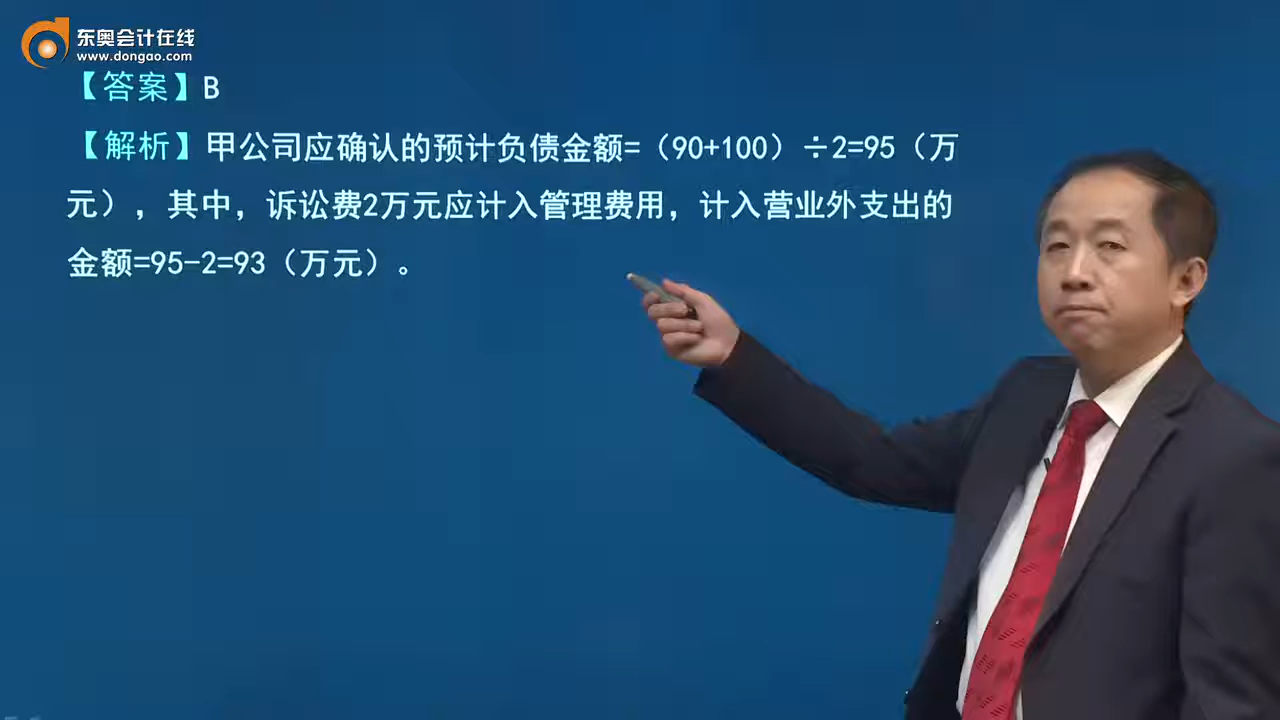 东奥会计在线
www.dongao.com
【答案】B
【解析】甲公司应确认的预计负债金额=（90+100）÷2=95（万
元），其中，诉讼费2万元应计入管理费用，计入营业外支出的
金额=95-2=93（万元）。